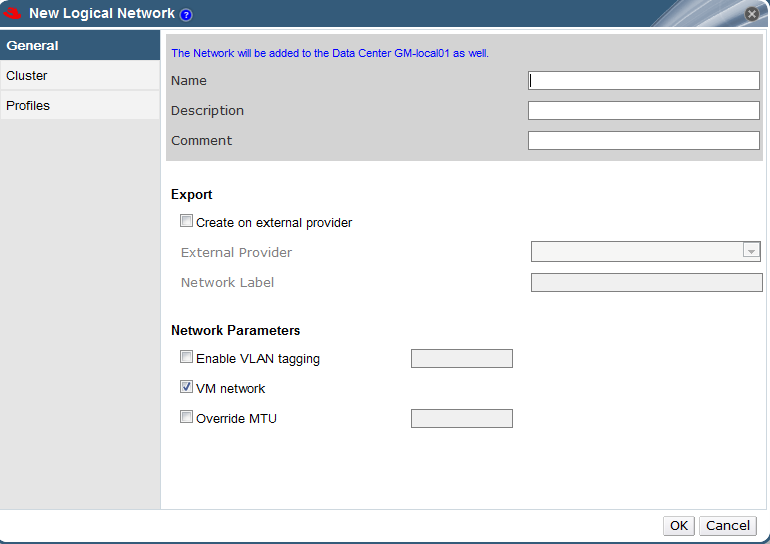 New Logical Network ?
General
Cluster
Profiles
The Network will be added to the Data Center GM-local01 as well.
Name
Description
Comment
Export
Create on external provider
External Provider
Network Label
Network Parameters
Enable VLAN tagging
VM network
Override MTU
OK Cancel